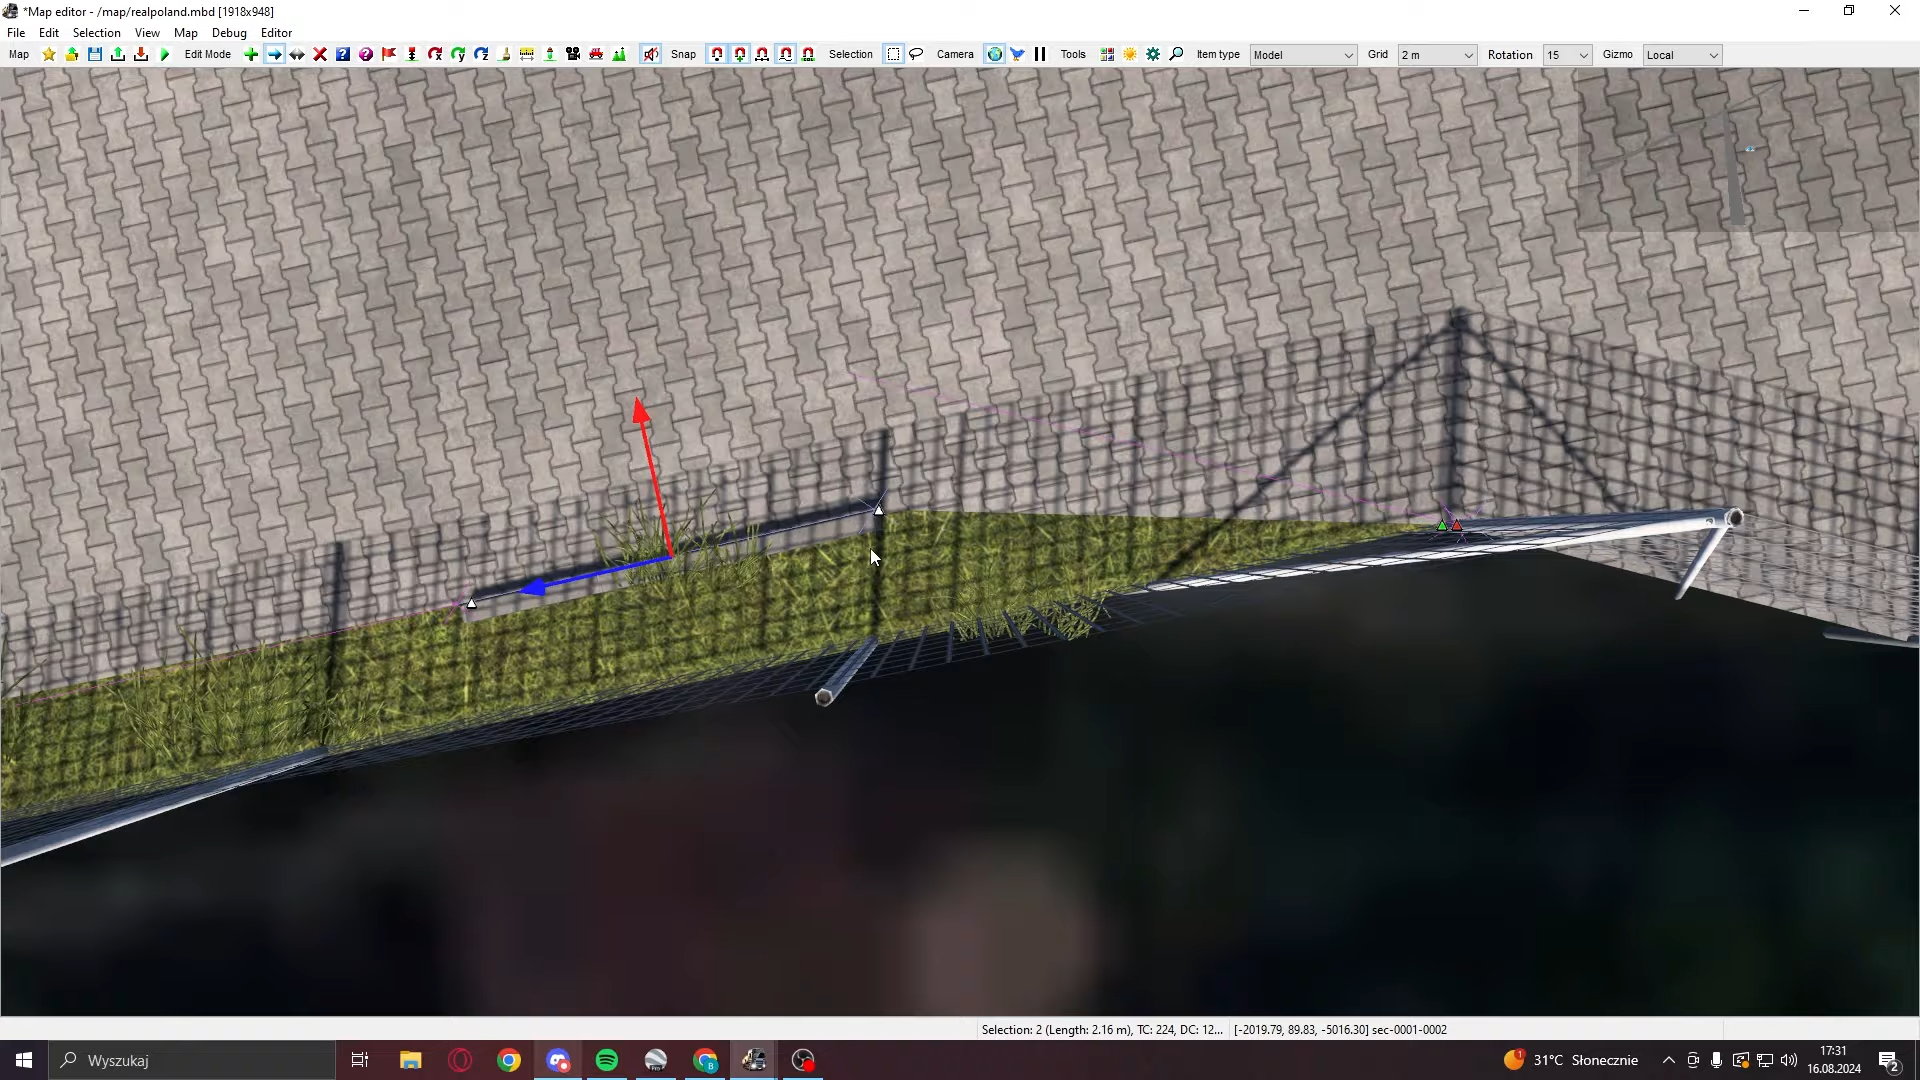 *Map editor - /map/realpoland.mbd [1918x948]
File Edit Selection View Map Debug Editor
Map Edit Mode Snap Selection Camera Tools Item type Model Grid 2 m Rotation 15 Gizmo Local
Selection: 2 (Length: 2.16 m), TC: 224, DC: 12... [-2019.79, 89.83, -5016.30] sec-0001-0002
Wyszukaj
1
31°C Słonecznie
17:31
16.08.2024
2